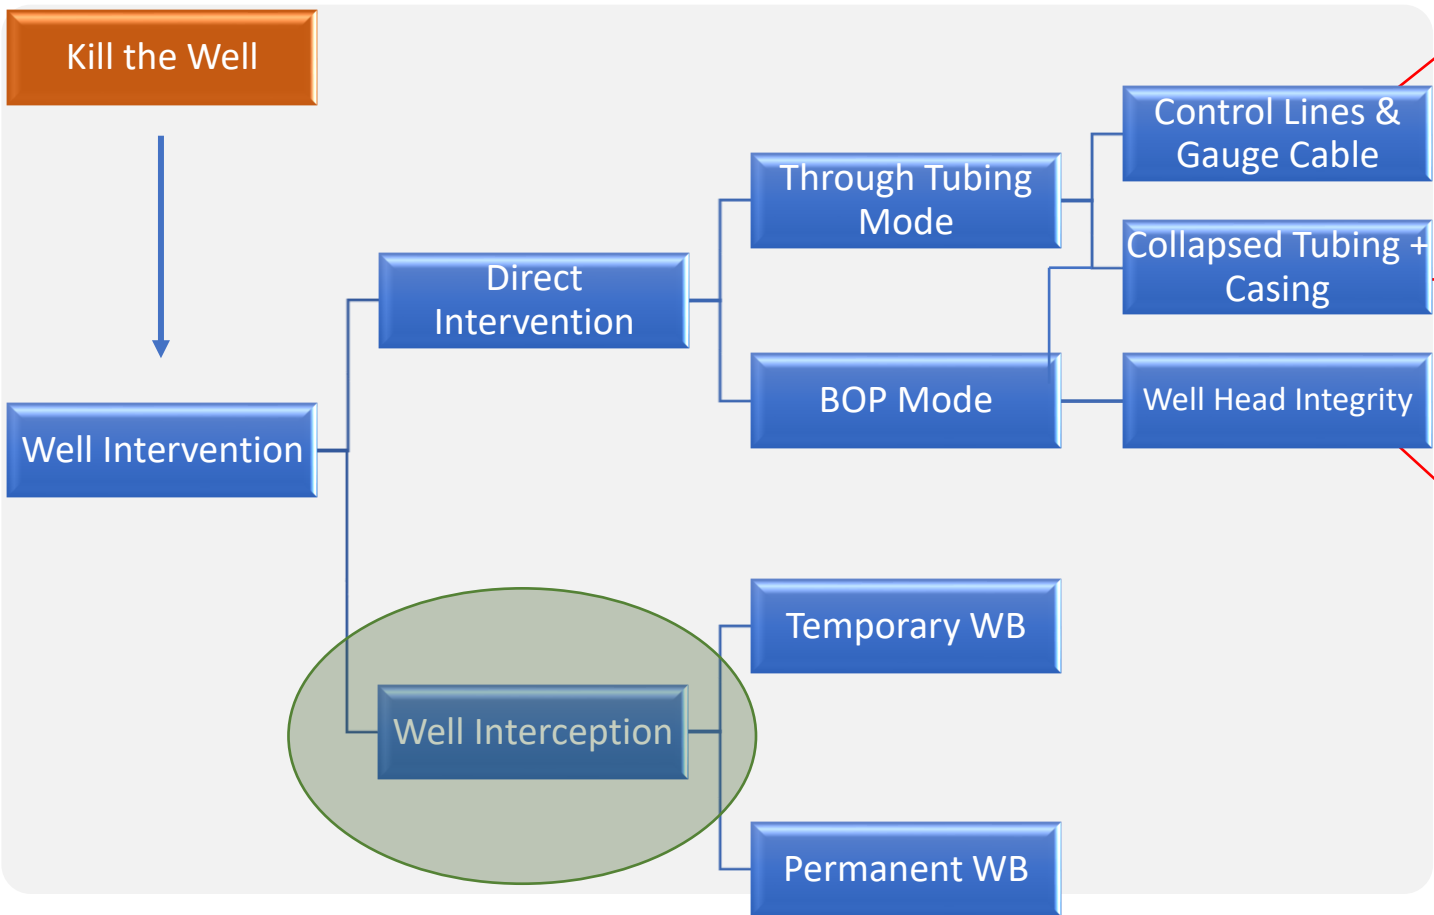 Kill the Well
Control Lines &
Gauge Cable
Through Tubing
Mode
Collapsed Tubing +
Casing
Direct
Intervention
BOP Mode
Well Head Integrity
Well Intervention
Temporary WB
Well Interception
Permanent WB